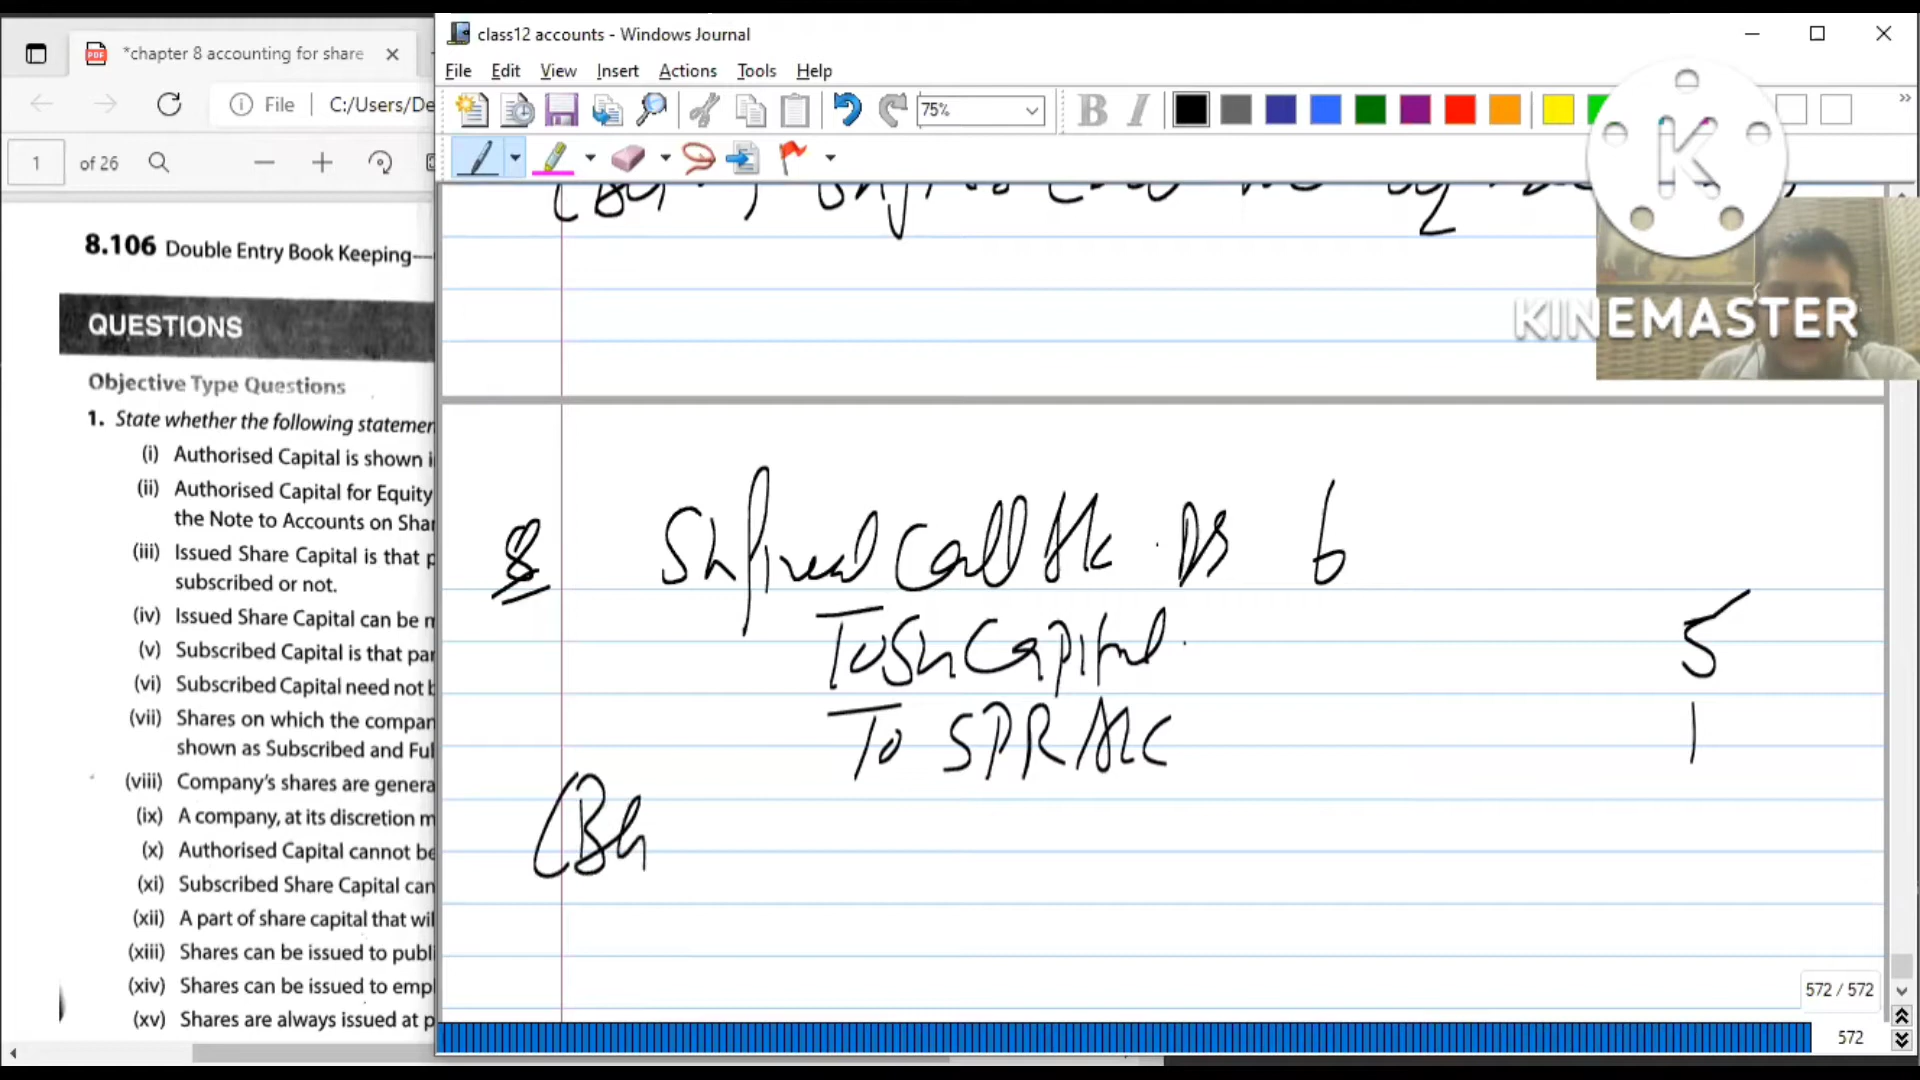 *chapter 8 accounting for share
File C:/Users/De
1 of 26
8.106 Double Entry Book Keeping—
QUESTIONS
Objective Type Questions
1. State whether the following statemen
(i) Authorised Capital is shown i
(ii) Authorised Capital for Equity
the Note to Accounts on Shar
(iii) Issued Share Capital is that p
subscribed or not.
(iv) Issued Share Capital can be m
(v) Subscribed Capital is that par
(vi) Subscribed Capital need not b
(vii) Shares on which the compan
shown as Subscribed and Ful
(viii) Company's shares are genera
(ix) A company, at its discretion m
(x) Authorised Capital cannot be
(xi) Subscribed Share Capital can
(xii) A part of share capital that wil
(xiii) Shares can be issued to publi
(xiv) Shares can be issued to empl
(xv) Shares are always issued at p
class12 accounts - Windows Journal
File Edit View Insert Actions Tools Help
75% B I
K
KINEMASTER
8 Sh Call A/c Dr 6
To Sh Capital 5
To SPR A/c 1
572 / 572
572